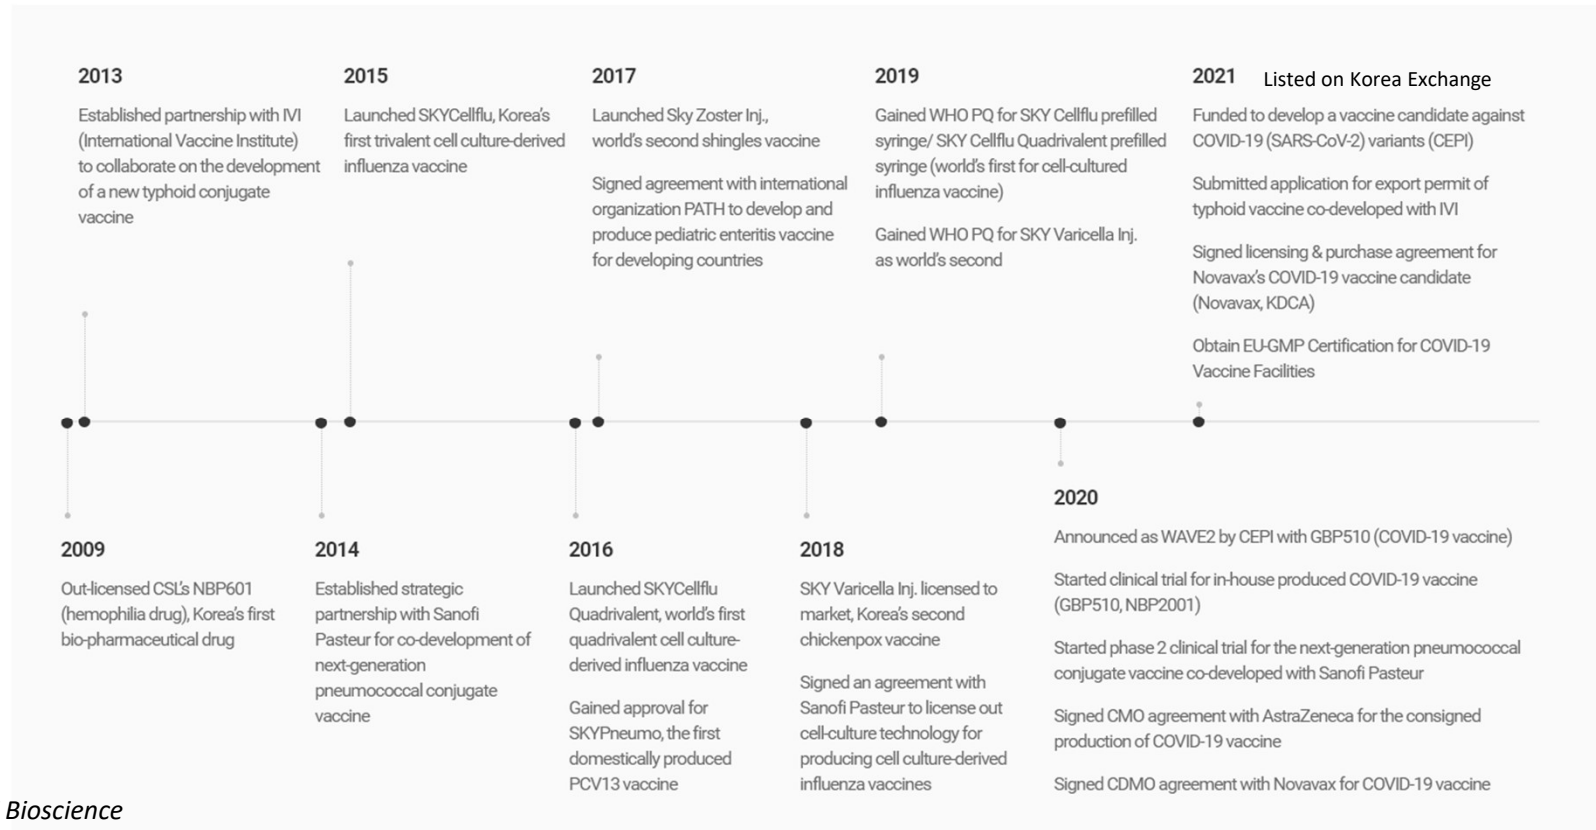 2013
Established partnership with IVI
(International Vaccine Institute)
to collaborate on the development
of a new typhoid conjugate
vaccine
2015
Launched SKYCellflu, Korea's
first trivalent cell culture-derived
influenza vaccine
2017
Launched Sky Zoster Inj.,
world's second shingles vaccine
Signed agreement with international
organization PATH to develop and
produce pediatric enteritis vaccine
for developing countries
2019
Gained WHO PQ for SKY Cellflu prefilled
syringe/ SKY Cellflu Quadrivalent prefilled
syringe (world's first for cell-cultured
influenza vaccine)
Gained WHO PQ for SKY Varicella Inj.
as world's second
2021 Listed on Korea Exchange
Funded to develop a vaccine candidate against
COVID-19 (SARS-CoV-2) variants (CEPI)
Submitted application for export permit of
typhoid vaccine co-developed with IVI
Signed licensing & purchase agreement for
Novavax's COVID-19 vaccine candidate
(Novavax, KDCA)
Obtain EU-GMP Certification for COVID-19
Vaccine Facilities
2009
Out-licensed CSL's NBP601
(hemophilia drug), Korea's first
bio-pharmaceutical drug
2014
Established strategic
partnership with Sanofi
Pasteur for co-development of
next-generation
pneumococcal conjugate
vaccine
2016
Launched SKYCellflu
Quadrivalent, world's first
quadrivalent cell culture-
derived influenza vaccine
Gained approval for
SKYPneumo, the first
domestically produced
PCV13 vaccine
2018
SKY Varicella Inj. licensed to
market, Korea's second
chickenpox vaccine
Signed an agreement with
Sanofi Pasteur to license out
cell-culture technology for
producing cell culture-derived
influenza vaccines
2020
Announced as WAVE2 by CEPI with GBP510 (COVID-19 vaccine)
Started clinical trial for in-house produced COVID-19 vaccine
(GBP510, NBP2001)
Started phase 2 clinical trial for the next-generation pneumococcal
conjugate vaccine co-developed with Sanofi Pasteur
Signed CMO agreement with AstraZeneca for the consigned
production of COVID-19 vaccine
Signed CDMO agreement with Novavax for COVID-19 vaccine
Bioscience